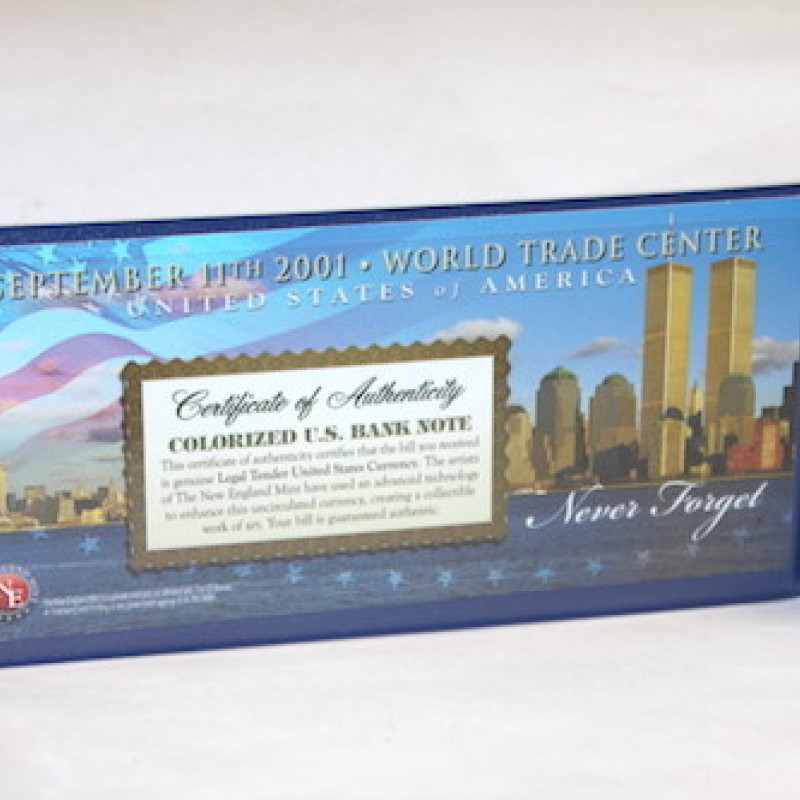 SEPTEMBER 11TH 2001 • WORLD TRADE CENTER
UNITED STATES of AMERICA
Certificate of Authenticity
COLORIZED U.S. BANK NOTE
This certificate of authenticity certifies that the bill you received
is genuine Legal Tender United States Currency. The artists
of The New England Mint have used an advanced technology
to enhance this uncirculated currency, creating a collectible
work of art. Your bill is guaranteed authentic.
Never Forget
NE